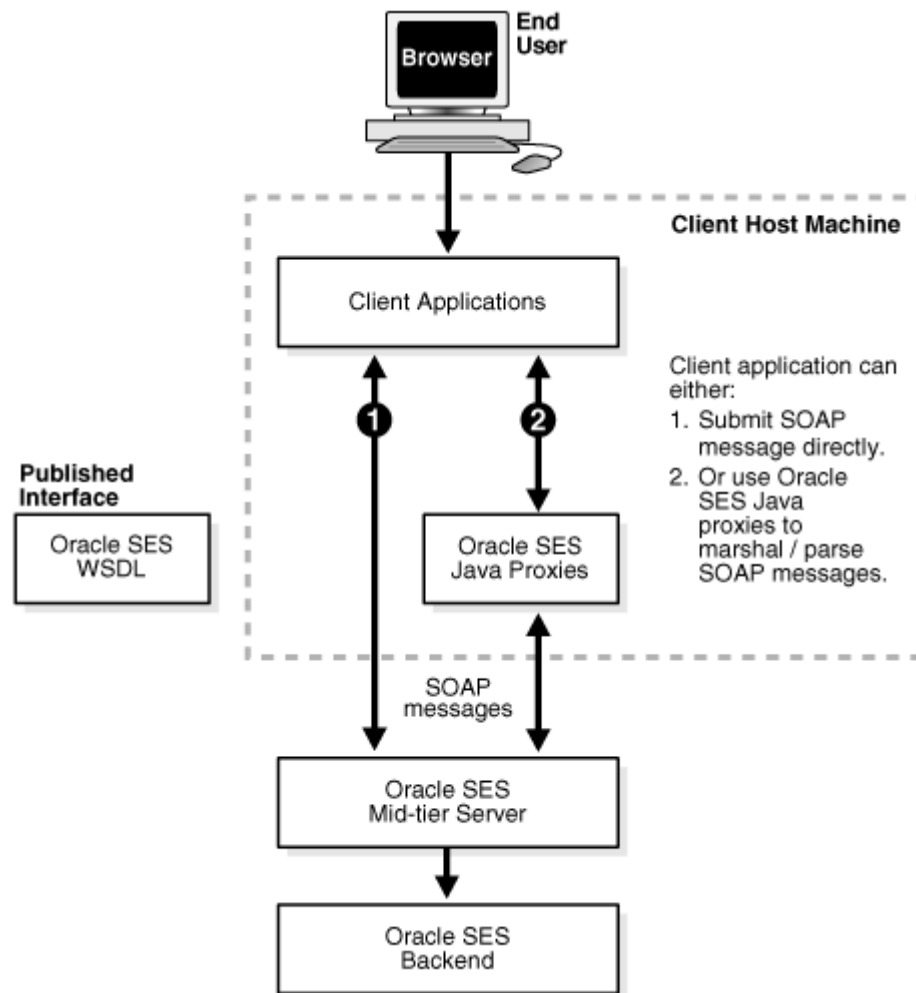 End
User
Browser
Client Host Machine
Client Applications
Client application can
either:
1. Submit SOAP
message directly.
2. Or use Oracle
SES Java
proxies to
marshal / parse
SOAP messages.
1
2
Published
Interface
Oracle SES
WSDL
Oracle SES
Java Proxies
SOAP
messages
Oracle SES
Mid-tier Server
Oracle SES
Backend